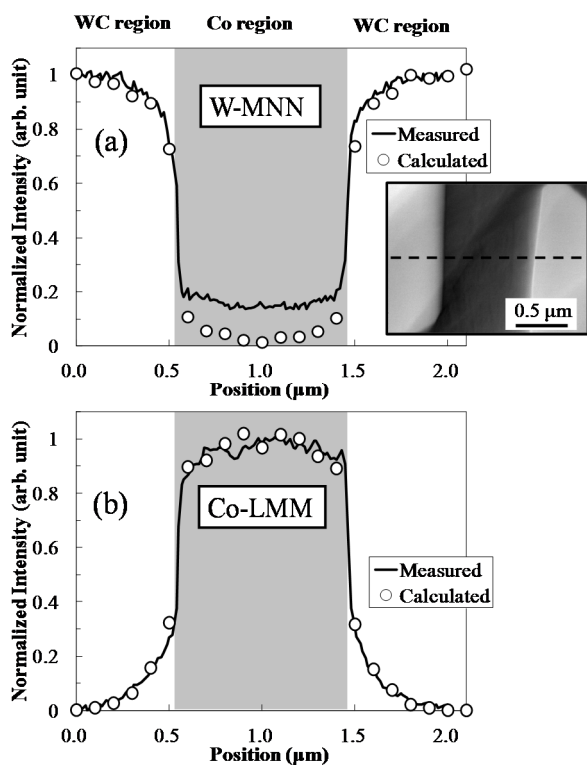 WC region Co region WC region
Normalized Intensity (arb. unit)
1
0.8
0.6
0.4
0.2
0
(a)
W-MNN
Measured
Calculated
0.5 µm
0.0 0.5 1.0 1.5 2.0
Position (µm)
Normalized Intensity (arb. unit)
1
0.8
0.6
0.4
0.2
0
(b)
Co-LMM
Measured
Calculated
0.0 0.5 1.0 1.5 2.0
Position (µm)